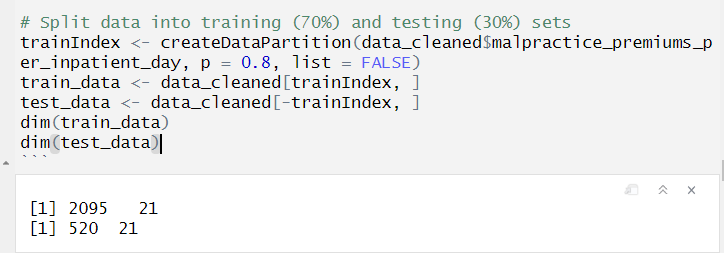 # Split data into training (70%) and testing (30%) sets
trainIndex <- createDataPartition(data_cleaned$malpractice_premiums_p
er_inpatient_day, p = 0.8, list = FALSE)
train_data <- data_cleaned[trainIndex, ]
test_data <- data_cleaned[-trainIndex, ]
dim(train_data)
dim(test_data)
```
[1] 2095   21
[1] 520  21